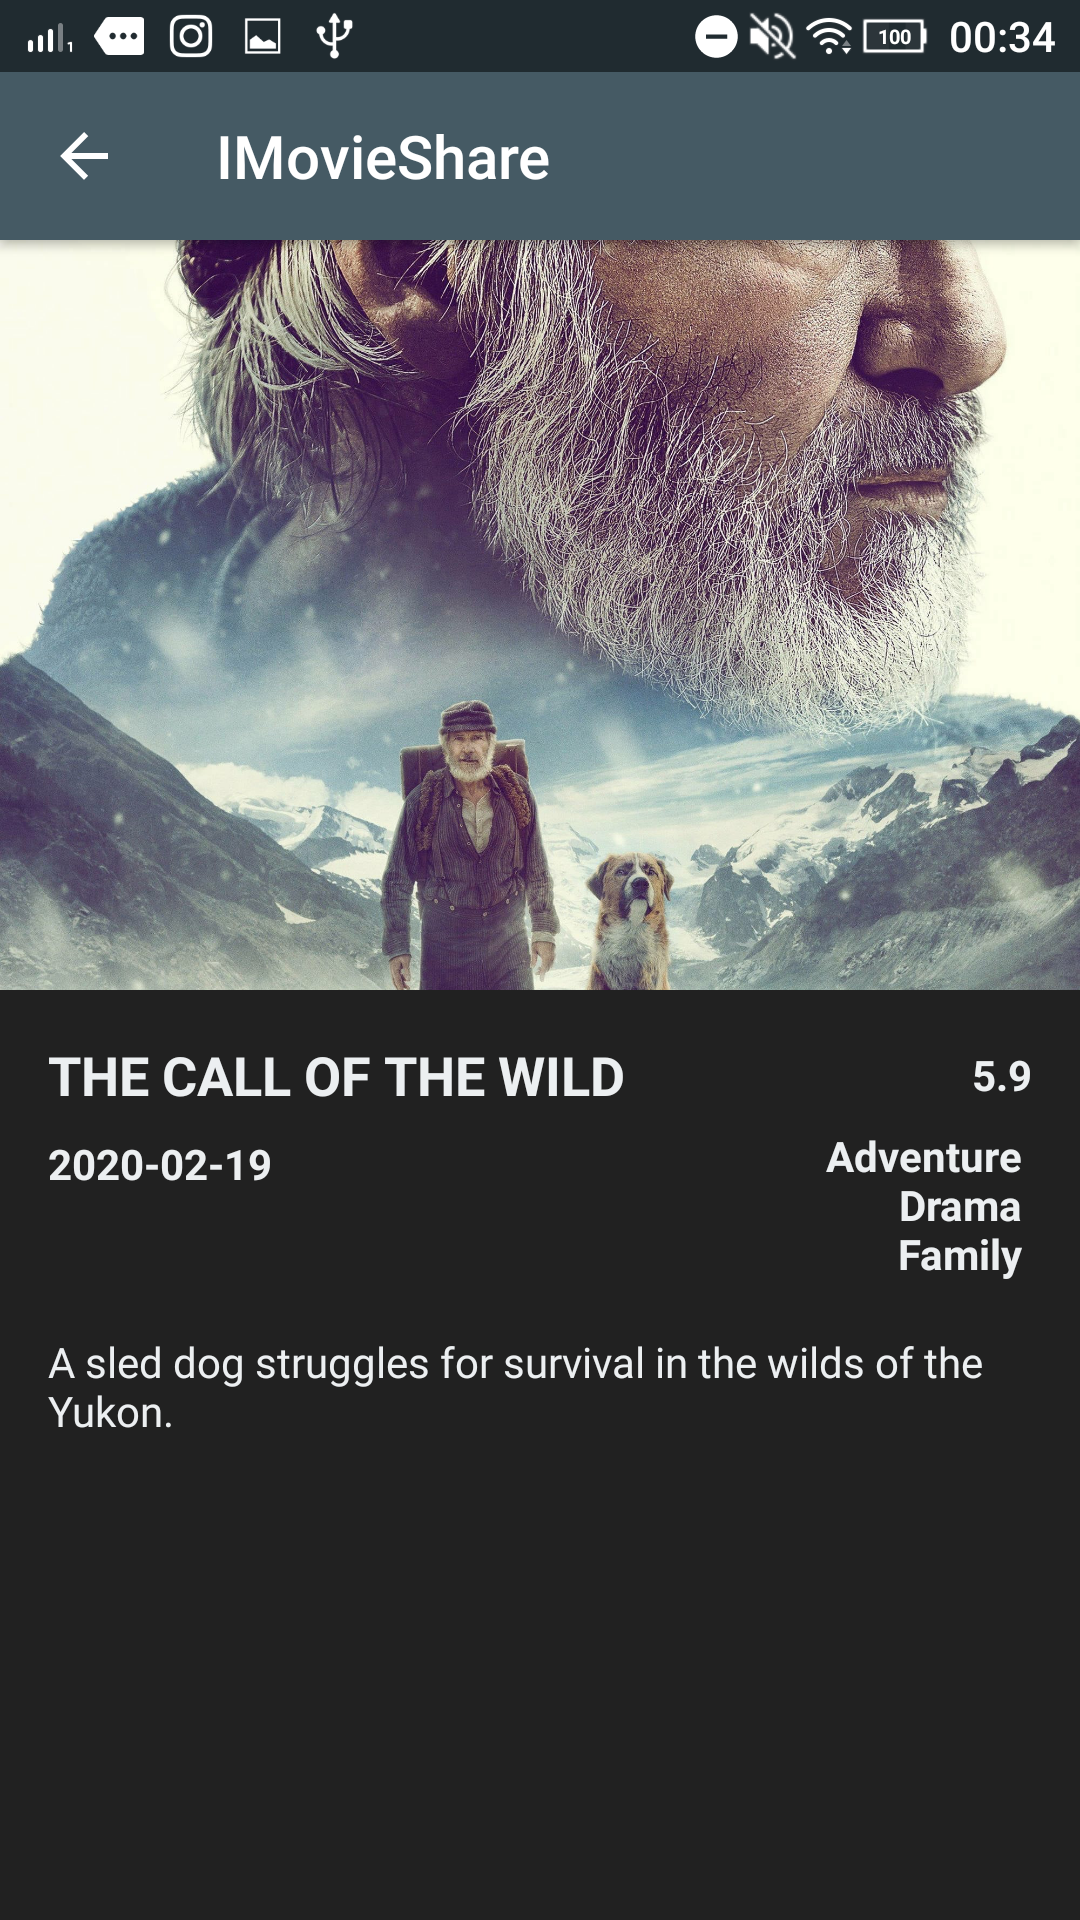 1 100 00:34
IMovieShare
THE CALL OF THE WILD 5.9
2020-02-19
Adventure
Drama
Family
A sled dog struggles for survival in the wilds of the
Yukon.